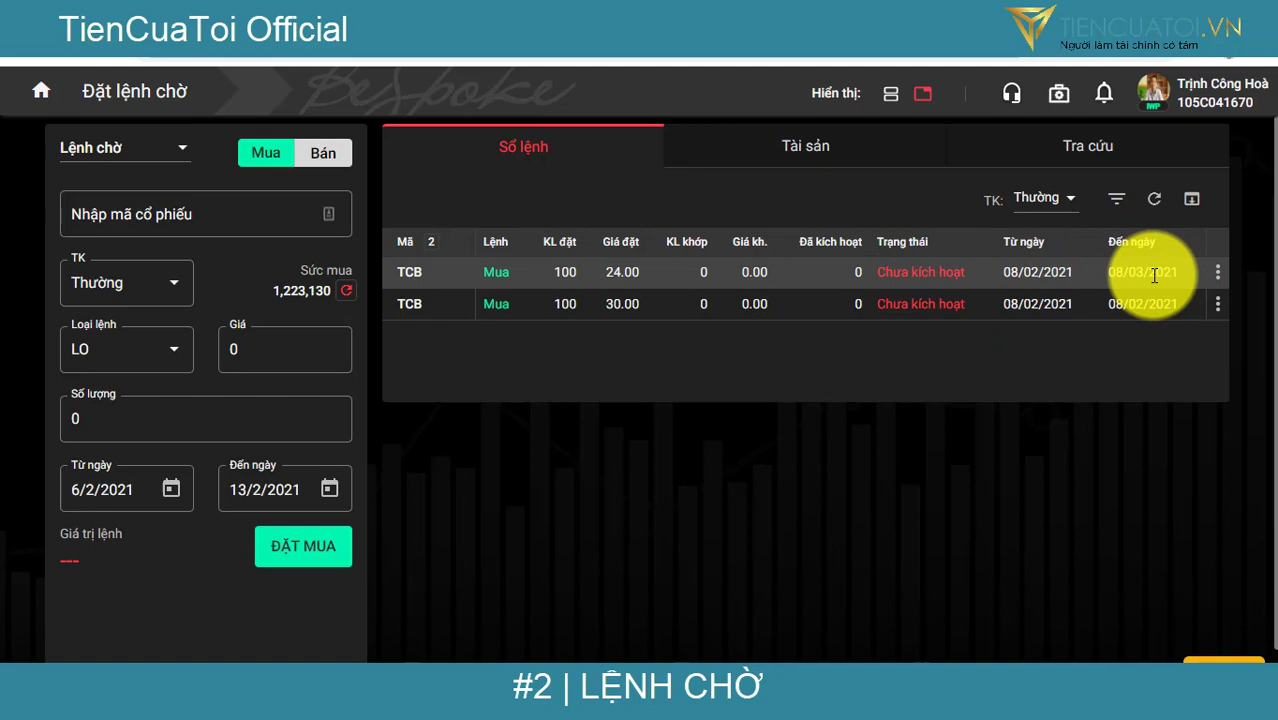 TienCuaToi Official
TIENCUATOI.VN
Người làm tài chính có tâm
Đặt lệnh chờ
Bespoke
Hiển thị:
IWP
Trịnh Công Hoà
105C041670
Lệnh chờ
Mua
Bán
Nhập mã cổ phiếu
TK
Thường
Sức mua
1,223,130
Loại lệnh
LO
Giá
0
Số lượng
0
Từ ngày
6/2/2021
Đến ngày
13/2/2021
Giá trị lệnh
---
ĐẶT MUA
Sổ lệnh
Tài sản
Tra cứu
TK: Thường
Mã 2 Lệnh KL đặt Giá đặt KL khớp Giá kh. Đã kích hoạt Trạng thái Từ ngày Đến ngày
TCB Mua 100 24.00 0 0.00 0 Chưa kích hoạt 08/02/2021 08/03/2021
TCB Mua 100 30.00 0 0.00 0 Chưa kích hoạt 08/02/2021 08/02/2021
#2 | LỆNH CHỜ